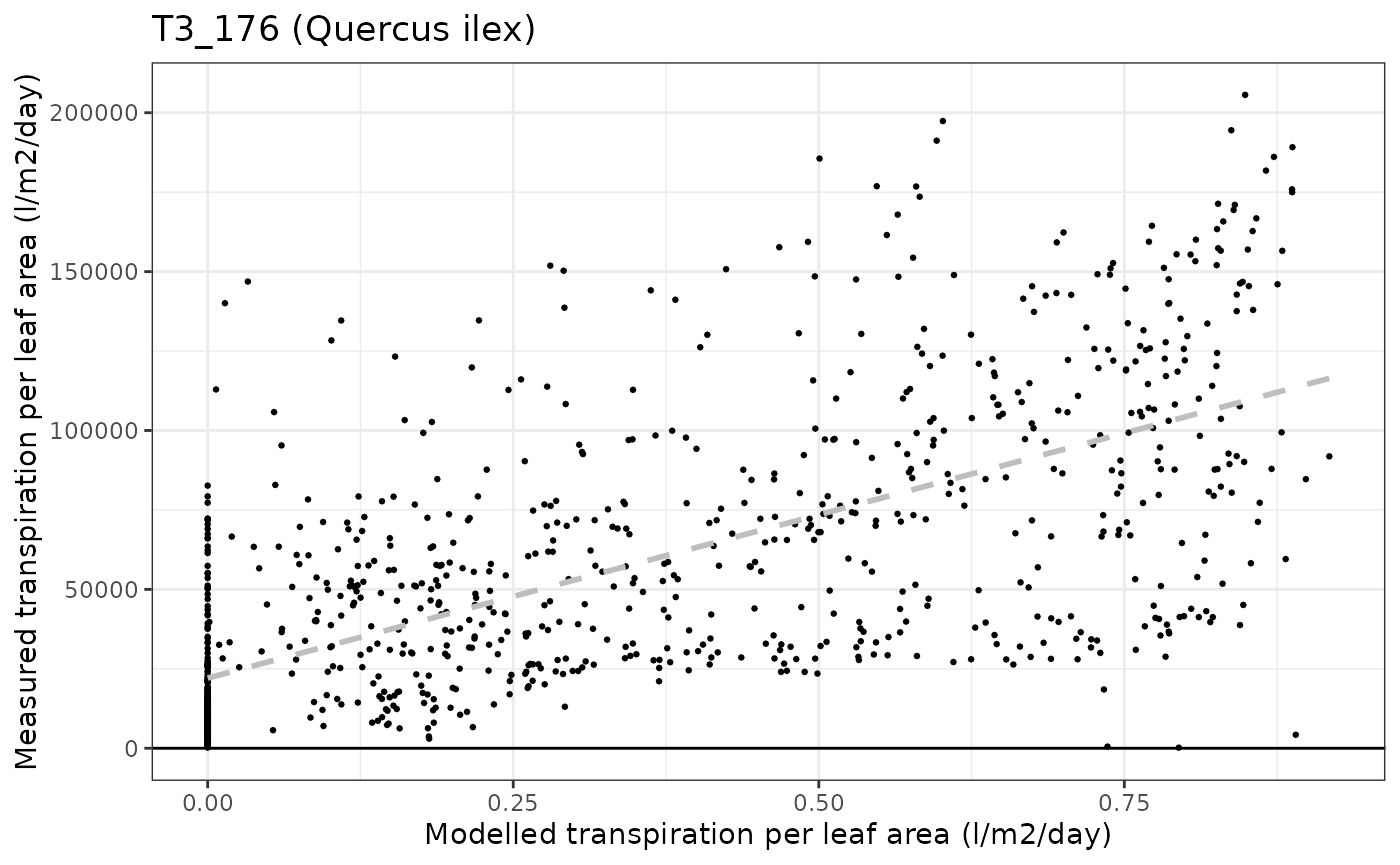 T3_176 (Quercus ilex)
Measured transpiration per leaf area (l/m2/day)
200000
150000
100000
50000
0
0.00 0.25 0.50 0.75
Modelled transpiration per leaf area (l/m2/day)